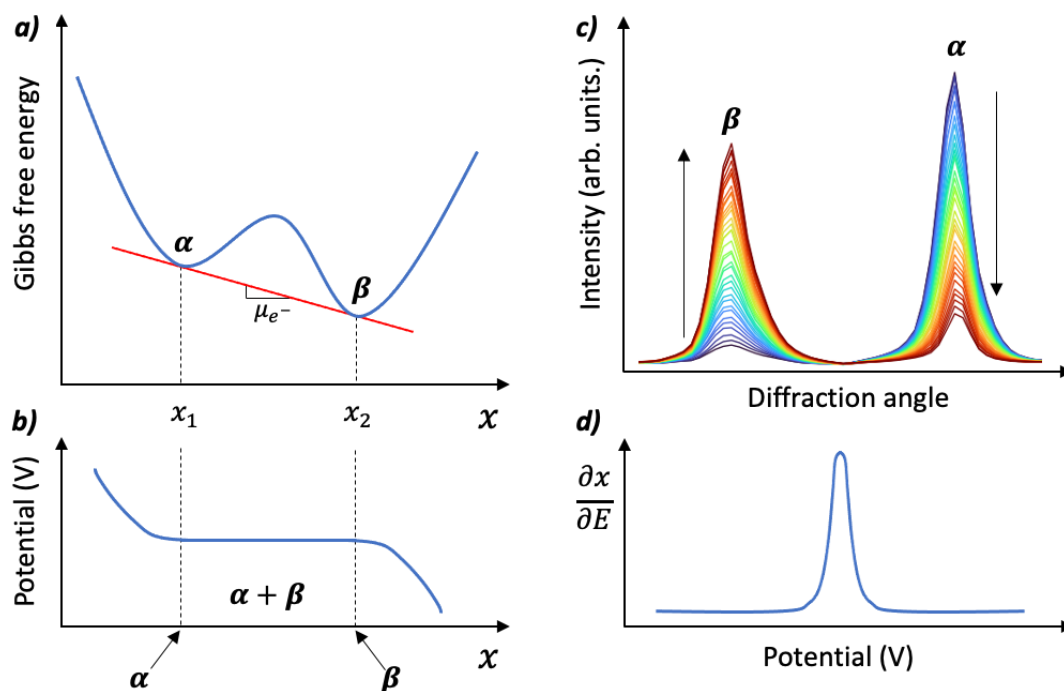 a)
Gibbs free energy
α
β
μe⁻
x₁
x₂
x
b)
Potential (V)
α + β
x
α
β
c)
Intensity (arb. units.)
β
α
Diffraction angle
d)
∂x
∂E
Potential (V)